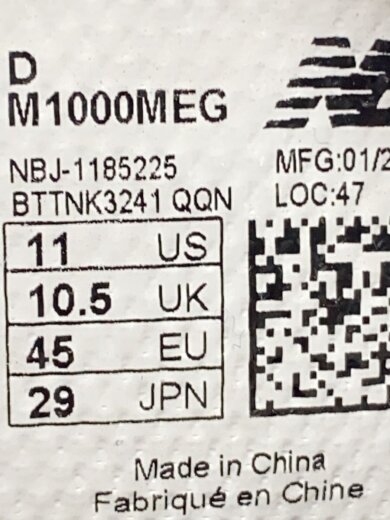 D
M1000MEG
NBJ-1185225
MFG:01/2
BTTNK3241 QQN
LOC:47
11 US
10.5 UK
45 EU
29 JPN
Made in China
Fabriqué en Chine